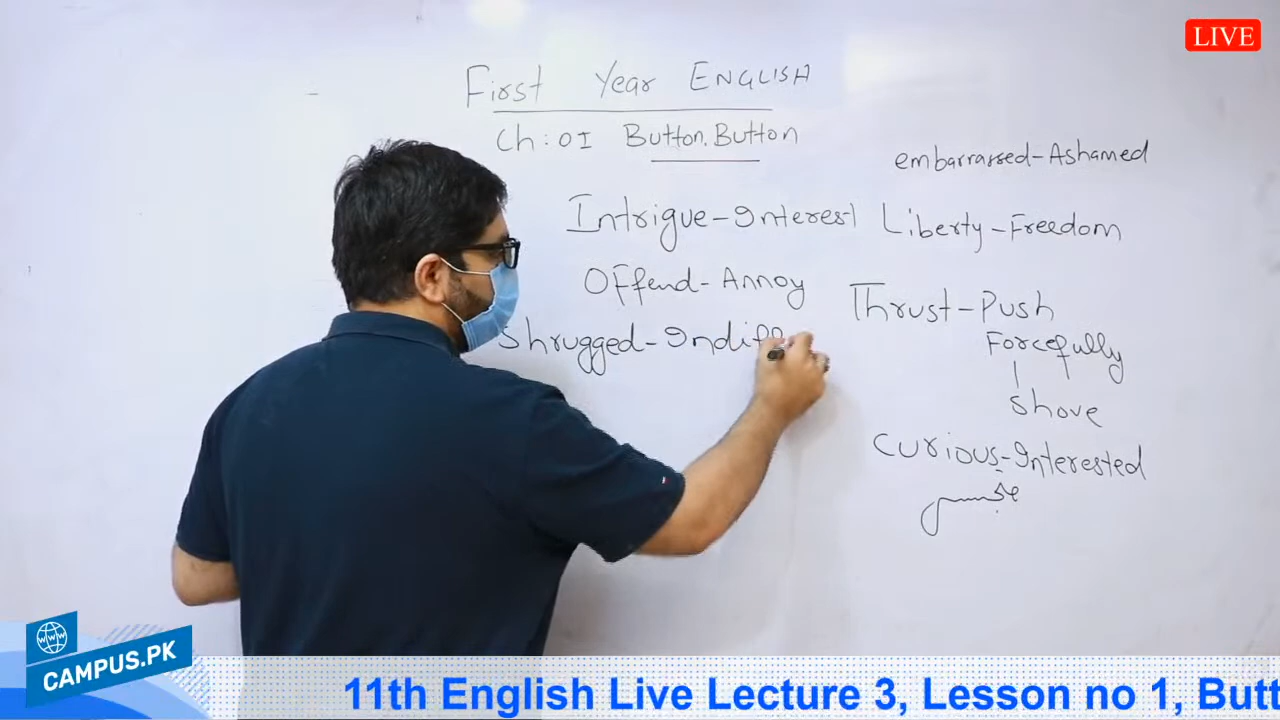 LIVE
First Year ENGLISH
Ch: 01 Button.Button
embarrassed-Ashamed
Intrigue-Interest
Liberty-Freedom
Offend-Annoy
Thrust-Push
Forcefully
Shove
Shrugged-Indiff
Curious-Interested
تجسس
www
CAMPUS.PK
11th English Live Lecture 3, Lesson no 1, Butt